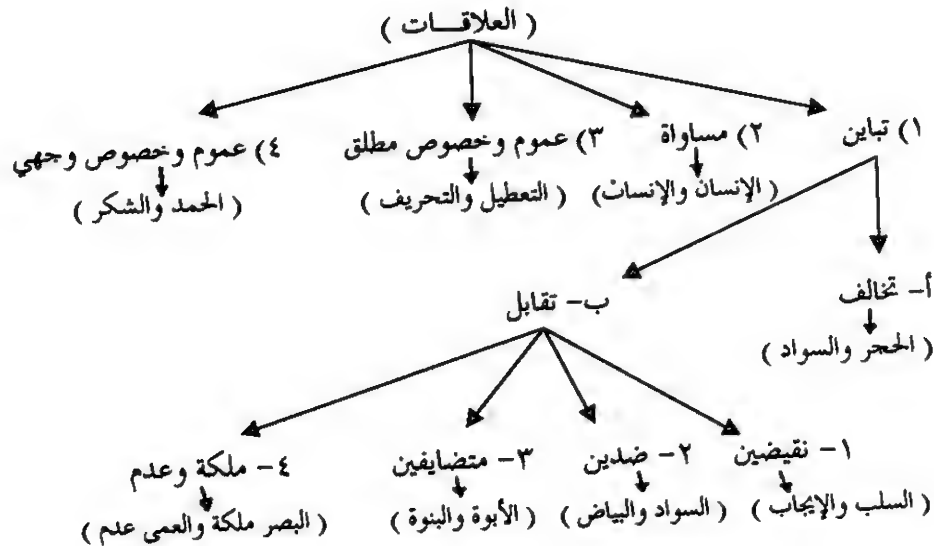 ( العلاقـــات )
١) تباين
٢) مساواة
٣) عموم وخصوص مطلق
٤) عموم وخصوص وجهي
(الإنسان والإنسان)
( التعطيل والتحريف )
( الحمد والشكر )
أ- تخالف
ب- تقابل
( الحجر والسواد )
١- نقيضين
٢- ضدين
٣- متضايفين
٤- ملكة وعدم
( السلب والإيجاب )
( السواد والبياض )
( الأبوة والبنوة )
( البصر ملكة والعمى عدم )